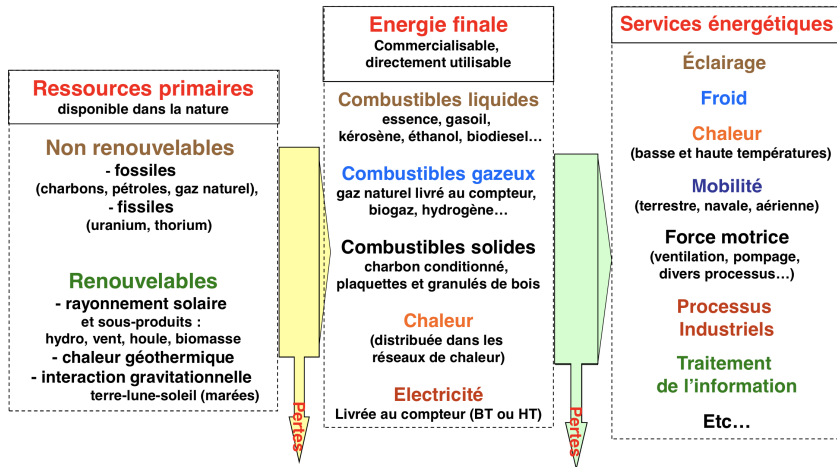 Ressources primaires
disponible dans la nature
Non renouvelables
- fossiles
(charbons, pétroles, gaz naturel),
- fissiles
(uranium, thorium)
Renouvelables
- rayonnement solaire
et sous-produits :
hydro, vent, houle, biomasse
- chaleur géothermique
- interaction gravitationnelle
terre-lune-soleil (marées)
Pertes
Energie finale
Commercialisable,
directement utilisable
Combustibles liquides
essence, gasoil,
kérosène, éthanol, biodiesel…
Combustibles gazeux
gaz naturel livré au compteur,
biogaz, hydrogène…
Combustibles solides
charbon conditionné,
plaquettes et granulés de bois
Chaleur
(distribuée dans les
réseaux de chaleur)
Electricité
Livrée au compteur (BT ou HT)
Pertes
Services énergétiques
Éclairage
Froid
Chaleur
(basse et haute températures)
Mobilité
(terrestre, navale, aérienne)
Force motrice
(ventilation, pompage,
divers processus…)
Processus
Industriels
Traitement
de l'information
Etc…